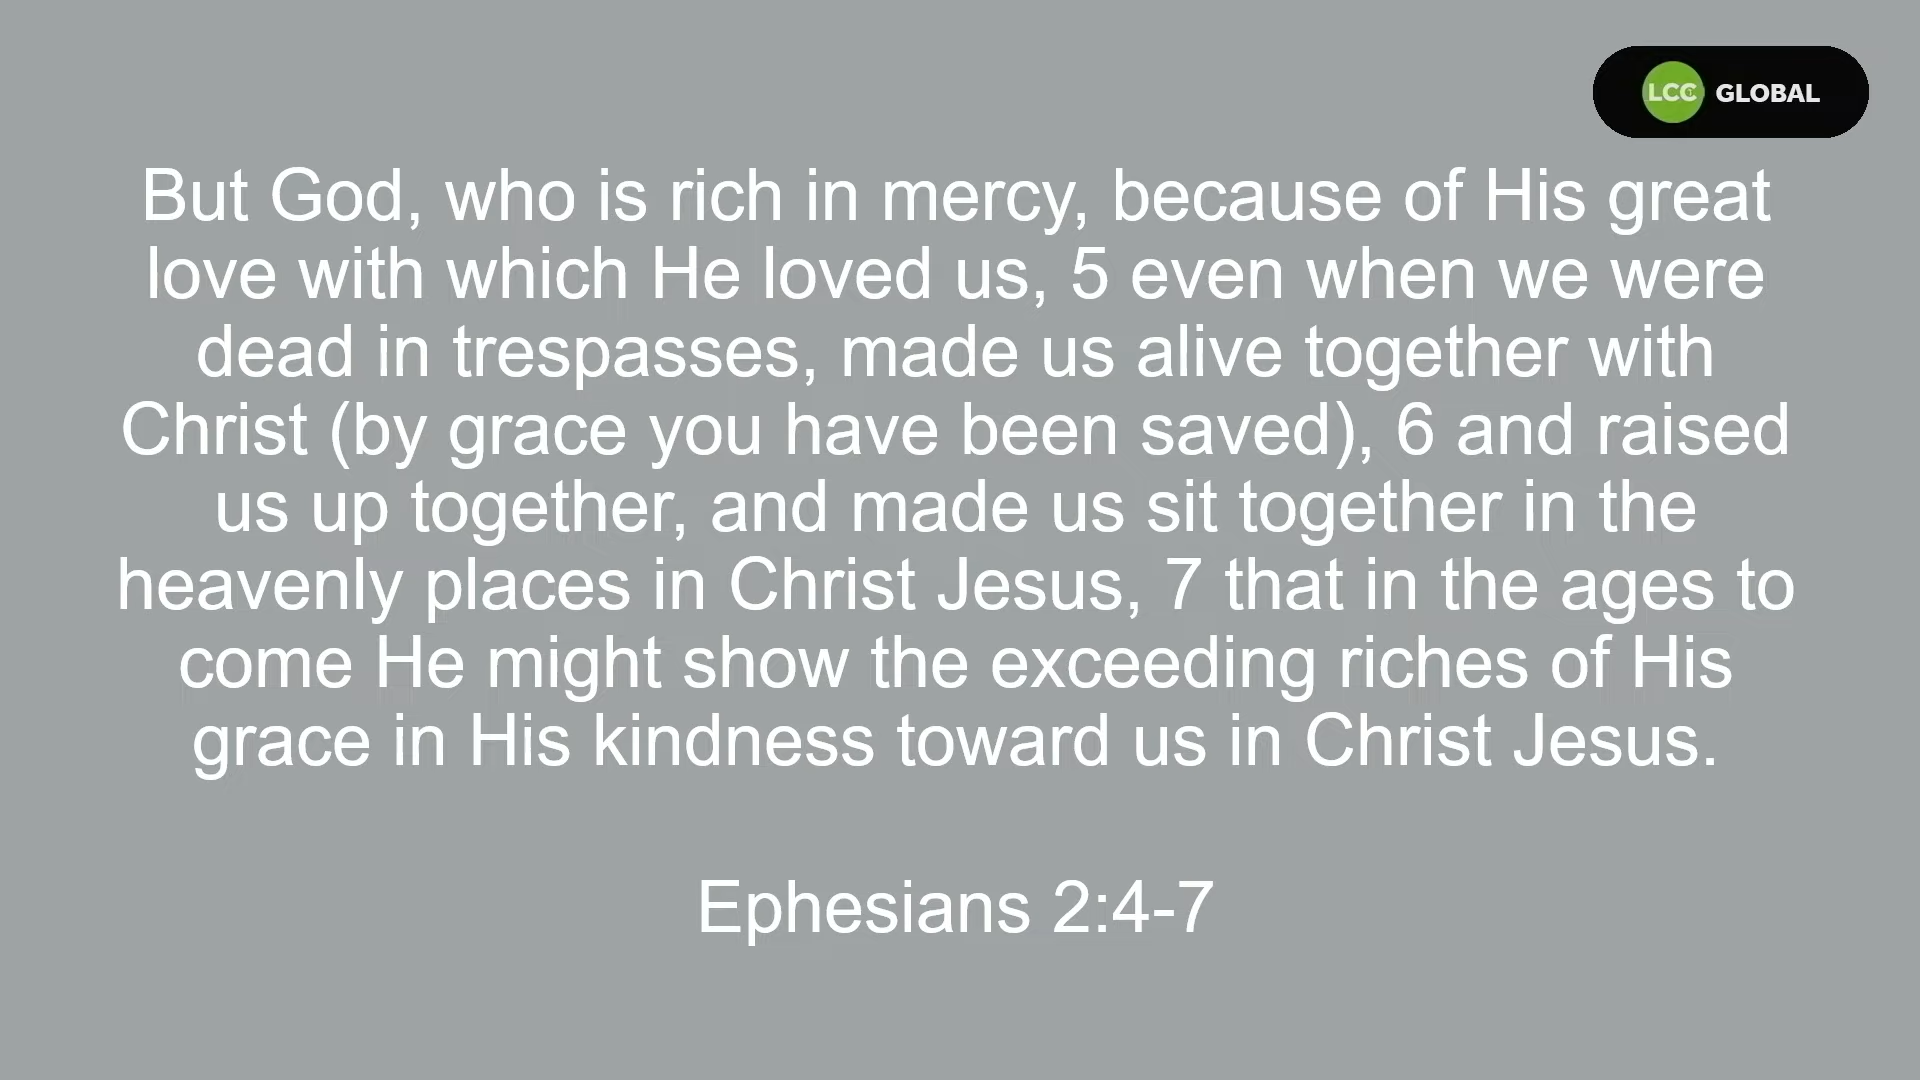 LCC GLOBAL
But God, who is rich in mercy, because of His great
love with which He loved us, 5 even when we were
dead in trespasses, made us alive together with
Christ (by grace you have been saved), 6 and raised
us up together, and made us sit together in the
heavenly places in Christ Jesus, 7 that in the ages to
come He might show the exceeding riches of His
grace in His kindness toward us in Christ Jesus.
Ephesians 2:4-7